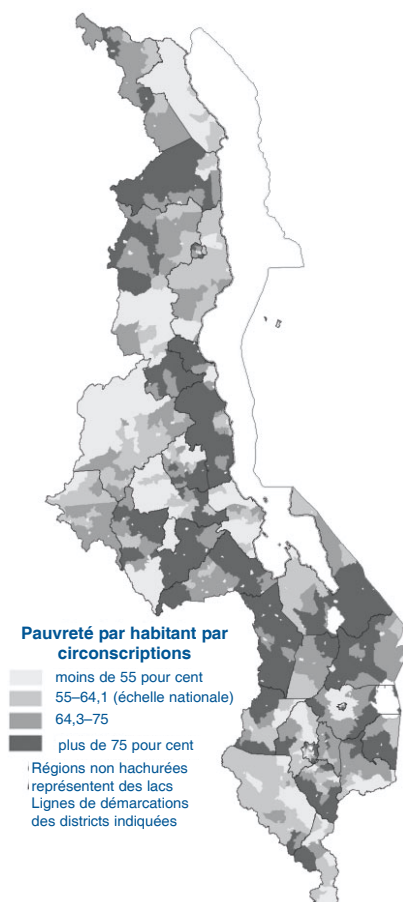 Pauvreté par habitant par
circonscriptions
moins de 55 pour cent
55–64,1 (échelle nationale)
64,3–75
plus de 75 pour cent
Régions non hachurées
représentent des lacs
Lignes de démarcations
des districts indiquées